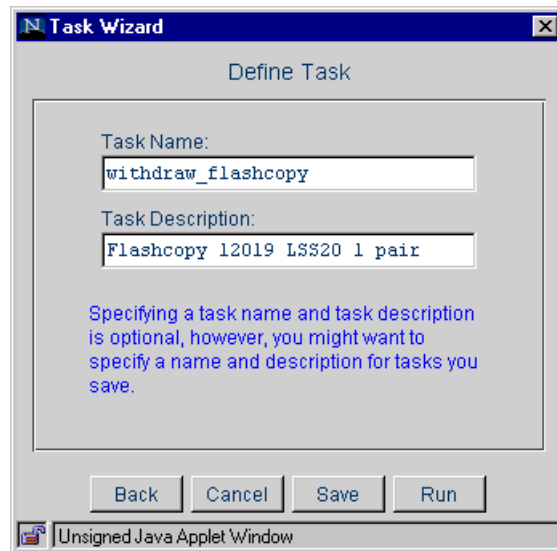 Task Wizard
Define Task
Task Name:
withdraw_flashcopy
Task Description:
Flashcopy 12019 LSS20 1 pair
Specifying a task name and task description
is optional, however, you might want to
specify a name and description for tasks you
save.
Back Cancel Save Run
Unsigned Java Applet Window